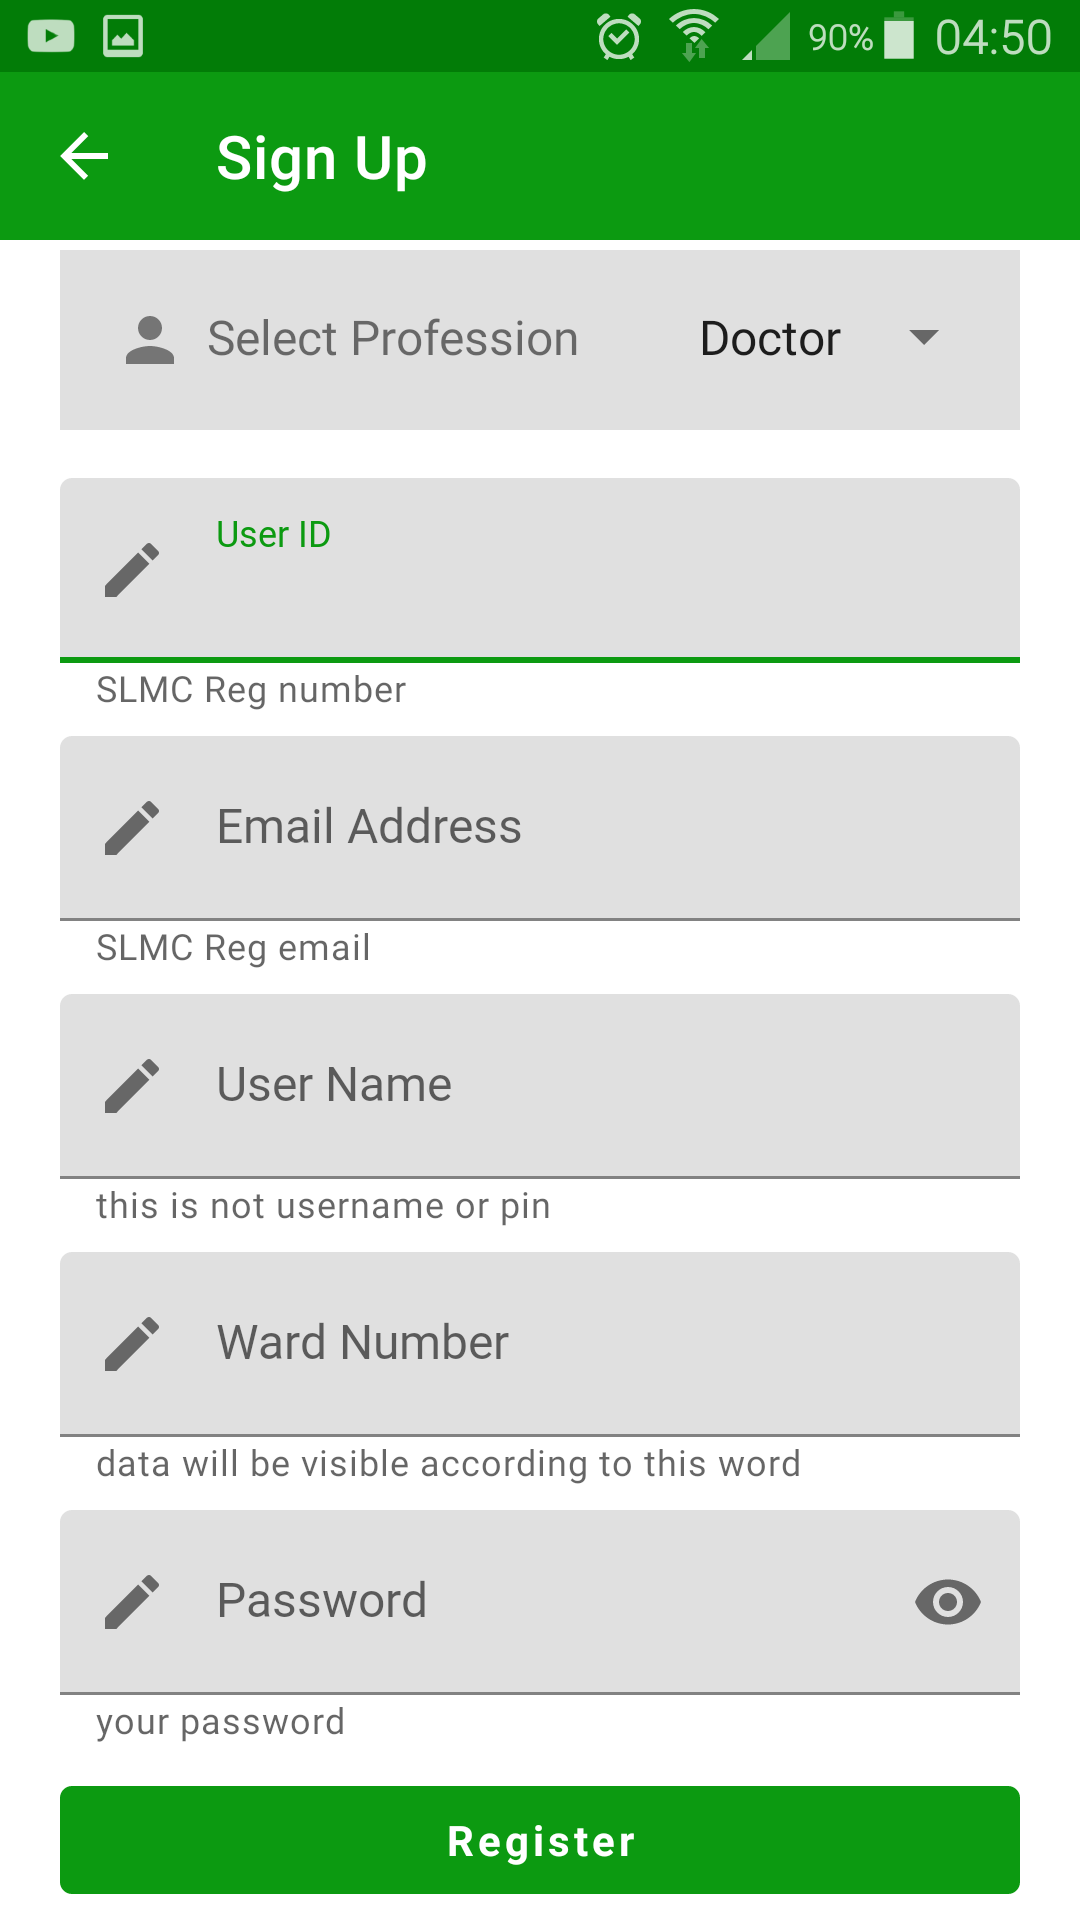 90% 04:50
Sign Up
Select Profession Doctor
User ID
SLMC Reg number
Email Address
SLMC Reg email
User Name
this is not username or pin
Ward Number
data will be visible according to this word
Password
your password
Register